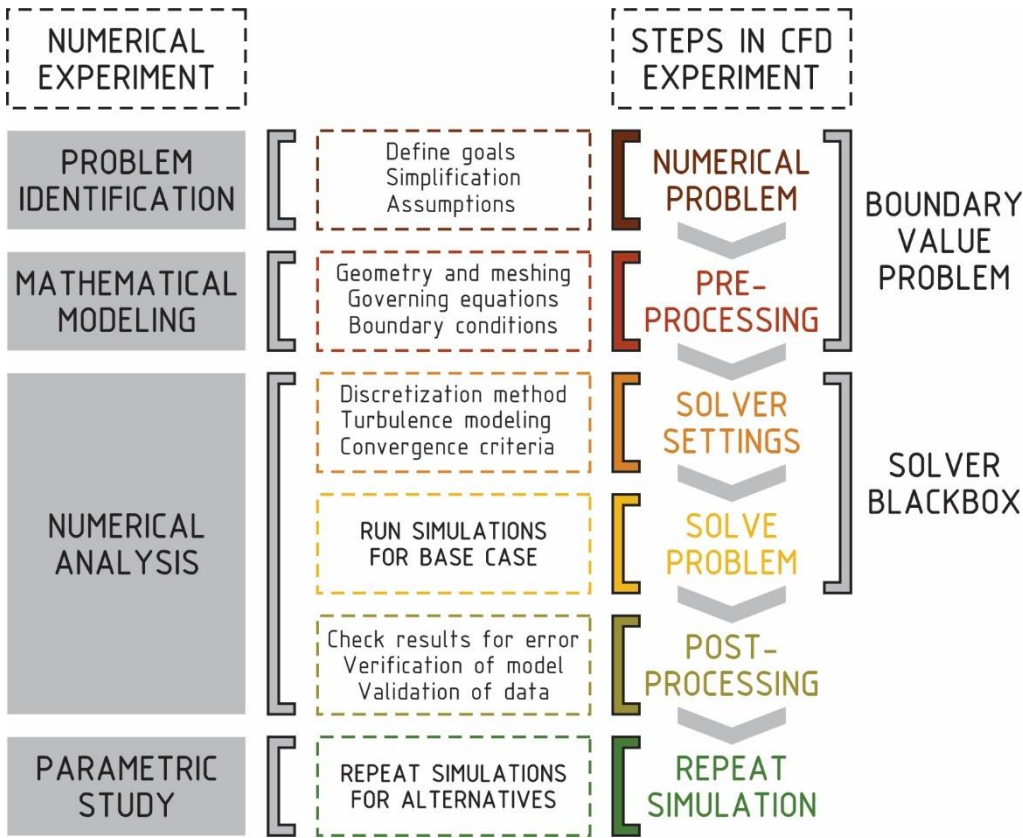 NUMERICAL
EXPERIMENT
STEPS IN CFD
EXPERIMENT
PROBLEM
IDENTIFICATION
Define goals
Simplification
Assumptions
NUMERICAL
PROBLEM
BOUNDARY
VALUE
PROBLEM
MATHEMATICAL
MODELING
Geometry and meshing
Governing equations
Boundary conditions
PRE-
PROCESSING
NUMERICAL
ANALYSIS
Discretization method
Turbulence modeling
Convergence criteria
SOLVER
SETTINGS
SOLVER
BLACKBOX
RUN SIMULATIONS
FOR BASE CASE
SOLVE
PROBLEM
Check results for error
Verification of model
Validation of data
POST-
PROCESSING
PARAMETRIC
STUDY
REPEAT SIMULATIONS
FOR ALTERNATIVES
REPEAT
SIMULATION